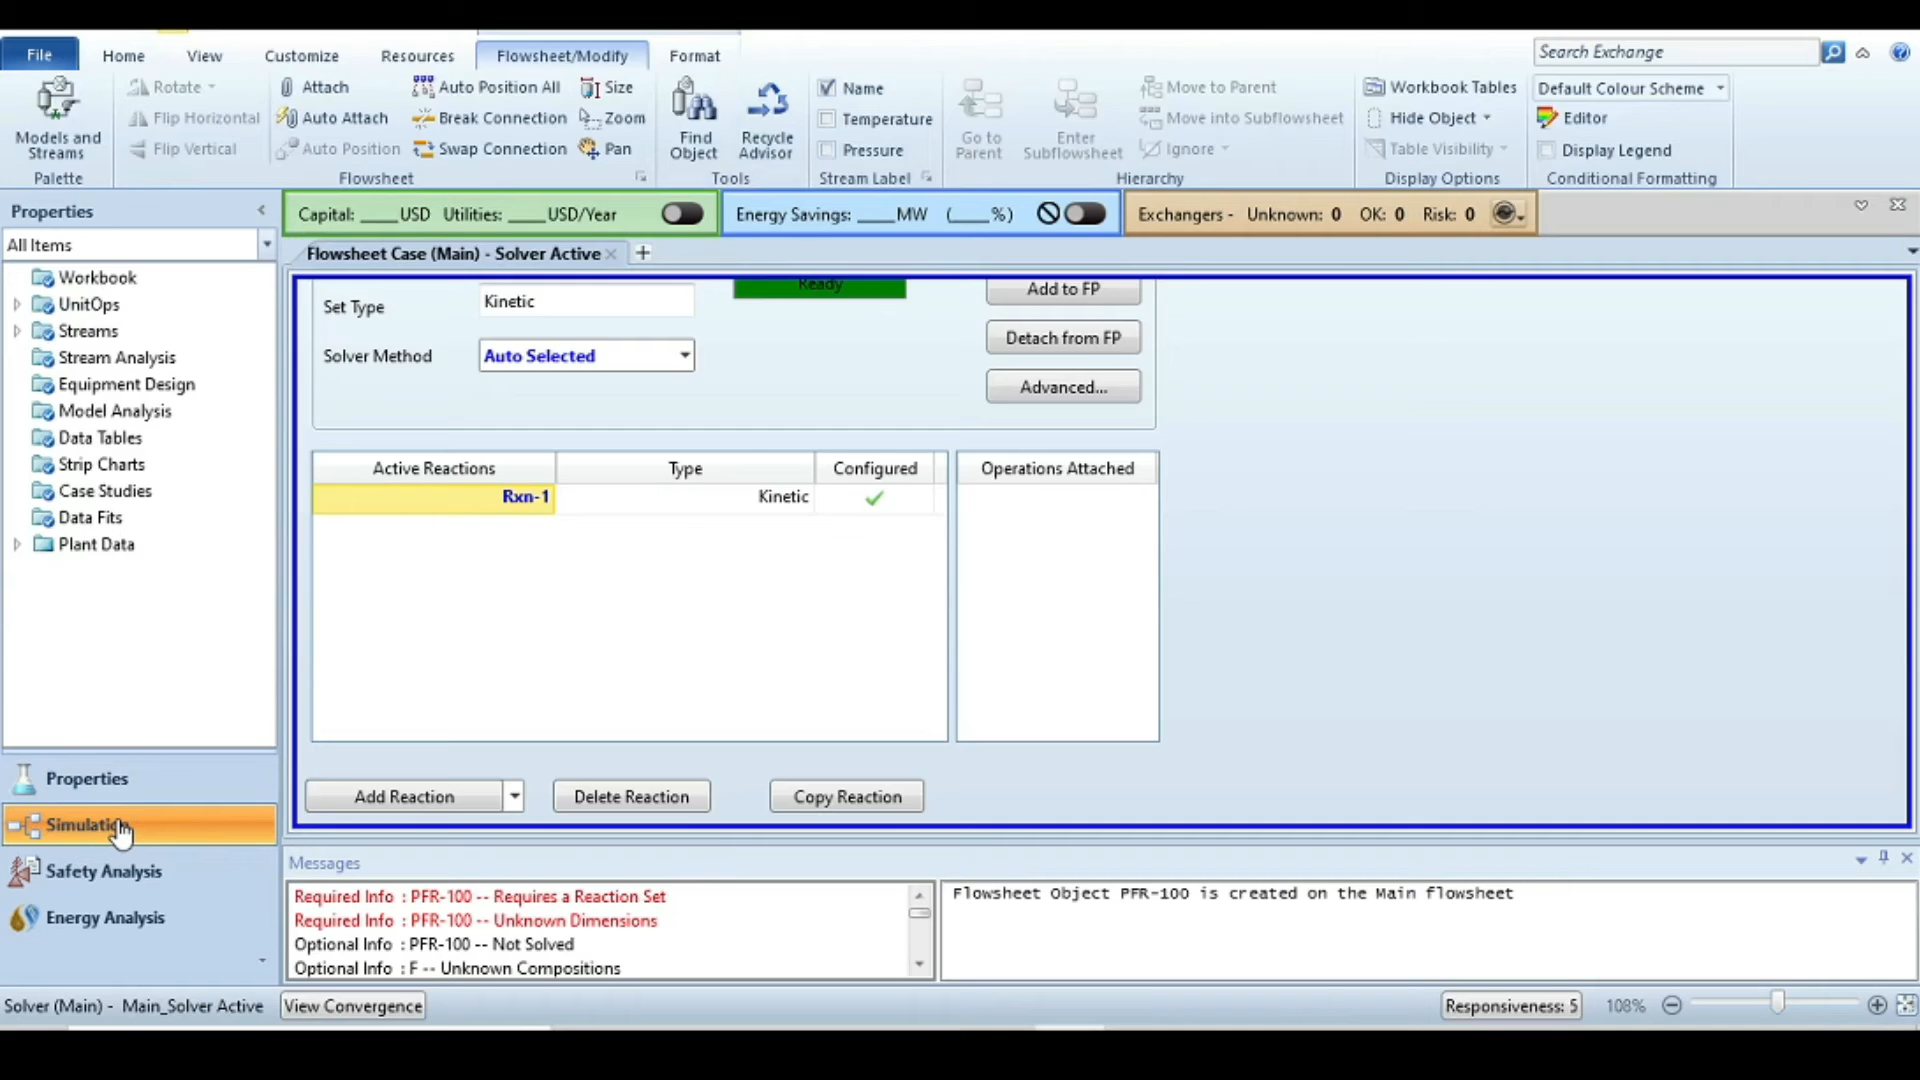 File Home View Customize Resources Flowsheet/Modify Format Search Exchange
Models and Streams
Palette
Rotate Attach Auto Position All Size
Flip Horizontal Auto Attach Break Connection Zoom
Flip Vertical Auto Position Swap Connection Pan
Flowsheet
Find Object
Recycle Advisor
Tools
Name
Temperature
Pressure
Stream Label
Go to Parent
Enter Subflowsheet
Move to Parent
Move into Subflowsheet
Ignore
Hierarchy
Workbook Tables
Hide Object
Table Visibility
Display Options
Default Colour Scheme
Editor
Display Legend
Conditional Formatting
Properties
All Items
Workbook
UnitOps
Streams
Stream Analysis
Equipment Design
Model Analysis
Data Tables
Strip Charts
Case Studies
Data Fits
Plant Data
Properties
Simulation
Safety Analysis
Energy Analysis
Capital: ____USD Utilities: ____USD/Year
Energy Savings: ____MW (____%)
Exchangers - Unknown: 0 OK: 0 Risk: 0
Flowsheet Case (Main) - Solver Active
Set Type Kinetic Ready Add to FP
Detach from FP
Solver Method Auto Selected
Advanced...
Active Reactions Type Configured Operations Attached
Rxn-1 Kinetic
Add Reaction Delete Reaction Copy Reaction
Messages
Required Info : PFR-100 -- Requires a Reaction Set
Required Info : PFR-100 -- Unknown Dimensions
Optional Info : PFR-100 -- Not Solved
Optional Info : F -- Unknown Compositions
Flowsheet Object PFR-100 is created on the Main flowsheet
Solver (Main) - Main_Solver Active View Convergence Responsiveness: 5 108%